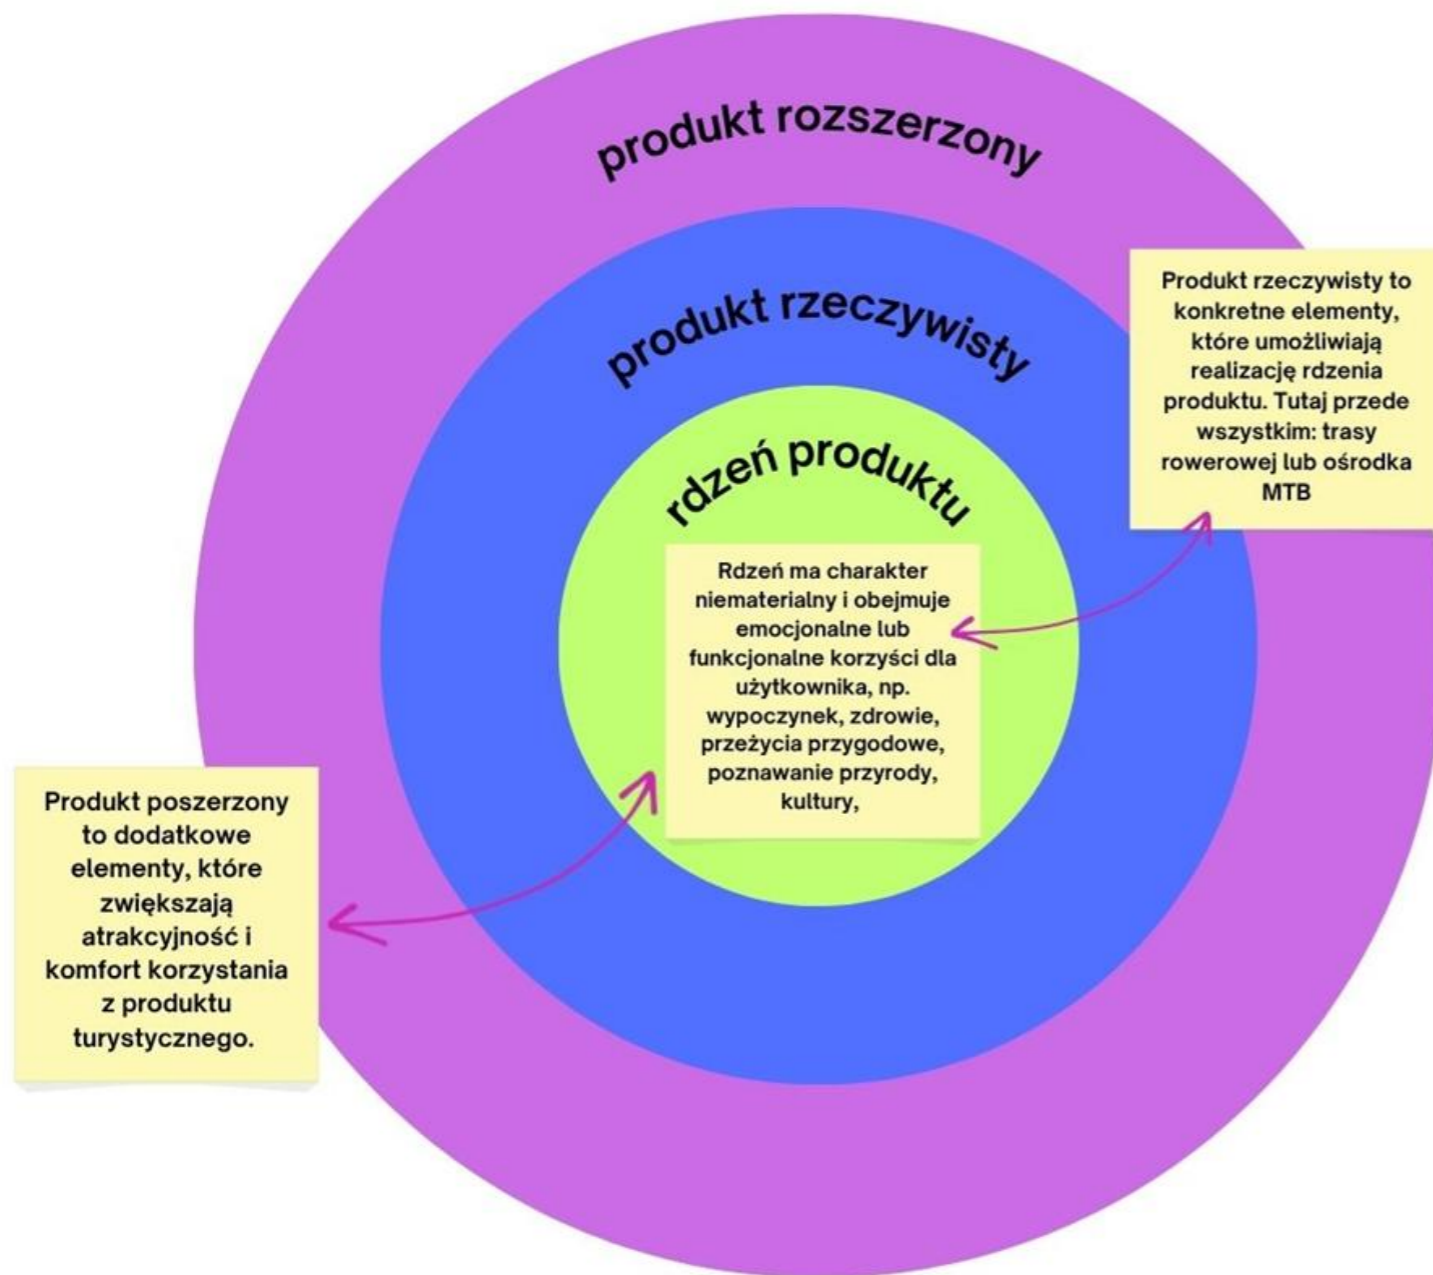 produkt rozszerzony
produkt rzeczywisty
rdzeń produktu
Produkt rzeczywisty to
konkretne elementy,
które umożliwiają
realizację rdzenia
produktu. Tutaj przede
wszystkim: trasy
rowerowej lub ośrodka
MTB
Rdzeń ma charakter
niematerialny i obejmuje
emocjonalne lub
funkcjonalne korzyści dla
użytkownika, np.
wypoczynek, zdrowie,
przeżycia przygodowe,
poznawanie przyrody,
kultury,
Produkt poszerzony
to dodatkowe
elementy, które
zwiększają
atrakcyjność i
komfort korzystania
z produktu
turystycznego.